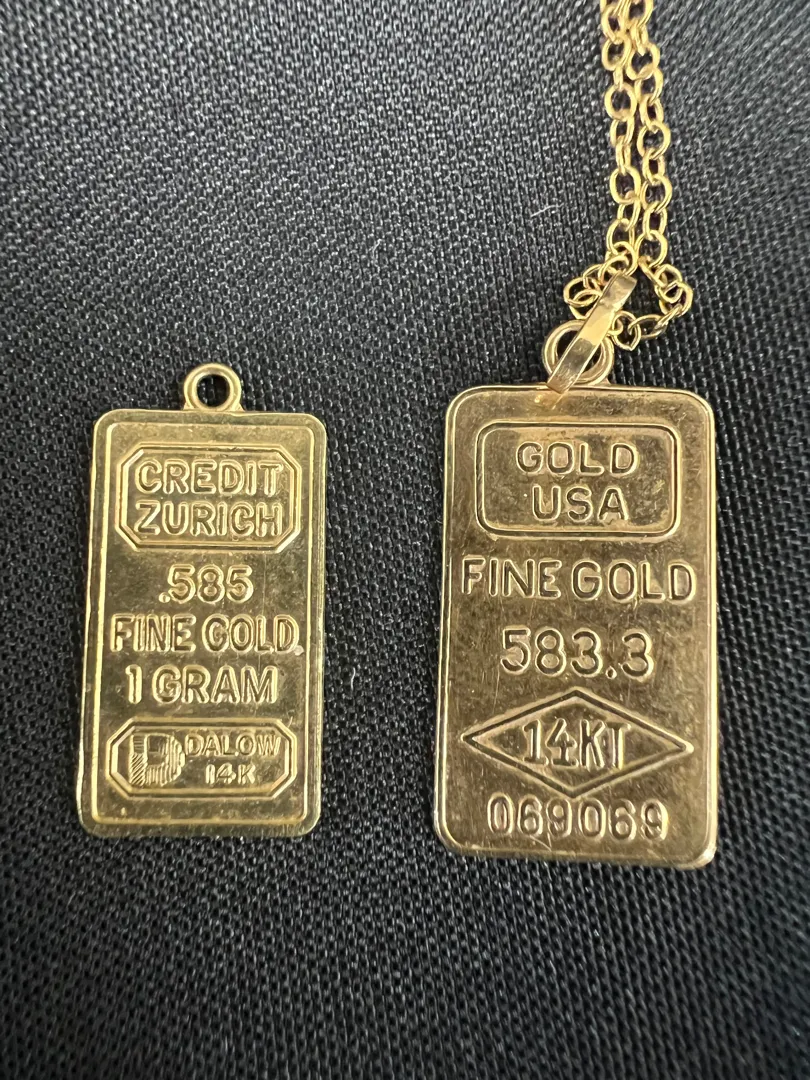 CREDIT
ZURICH
.585
FINE GOLD
1 GRAM
DALOW
14K
GOLD
USA
FINE GOLD
583.3
14KT
069069